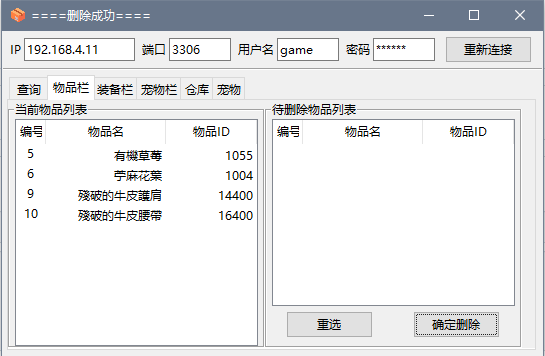 ====删除成功====
IP 192.168.4.11 端口 3306 用户名 game 密码 ****** 重新连接
查询 物品栏 装备栏 宠物栏 仓库 宠物
当前物品列表
编号 物品名 物品ID
5 有機草莓 1055
6 苧麻花葉 1004
9 殘破的牛皮護肩 14400
10 殘破的牛皮腰帶 16400
待删除物品列表
编号 物品名 物品ID
重选 确定删除